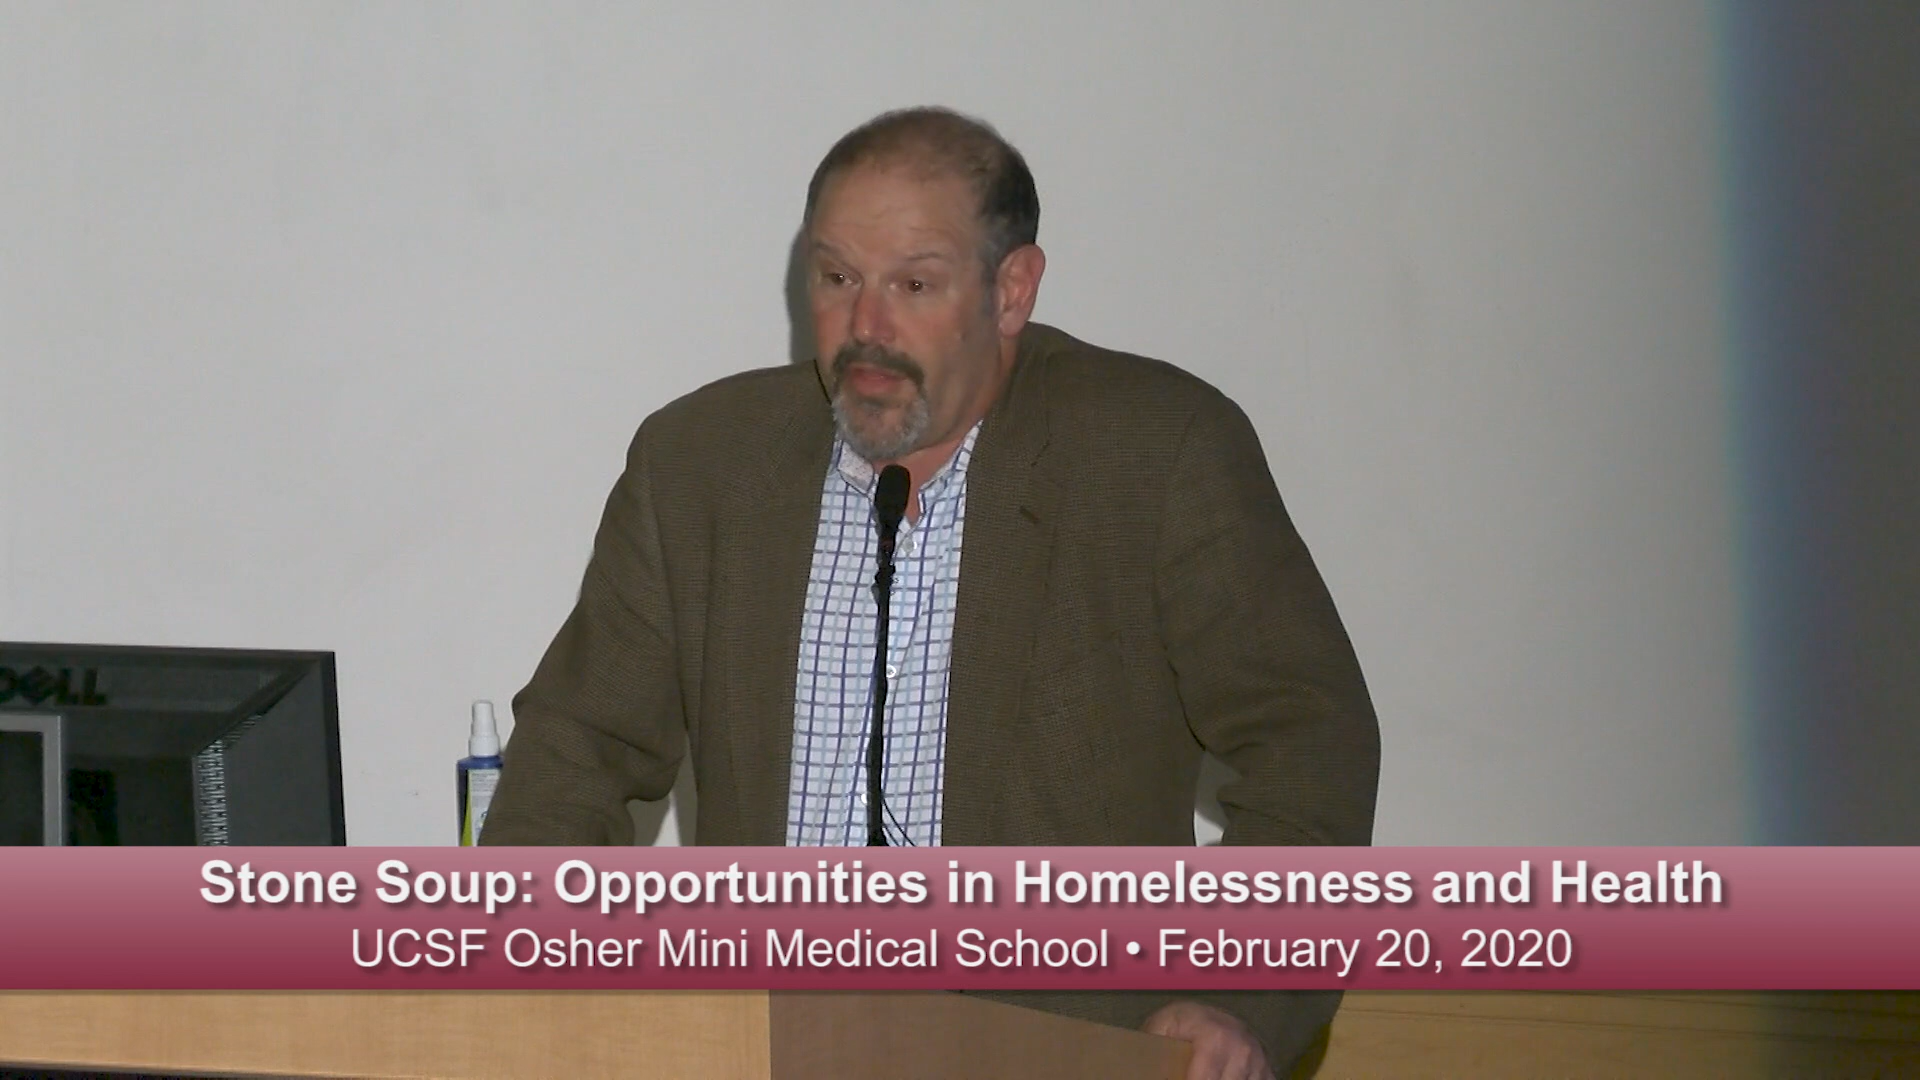 DELL
Stone Soup: Opportunities in Homelessness and Health
UCSF Osher Mini Medical School • February 20, 2020